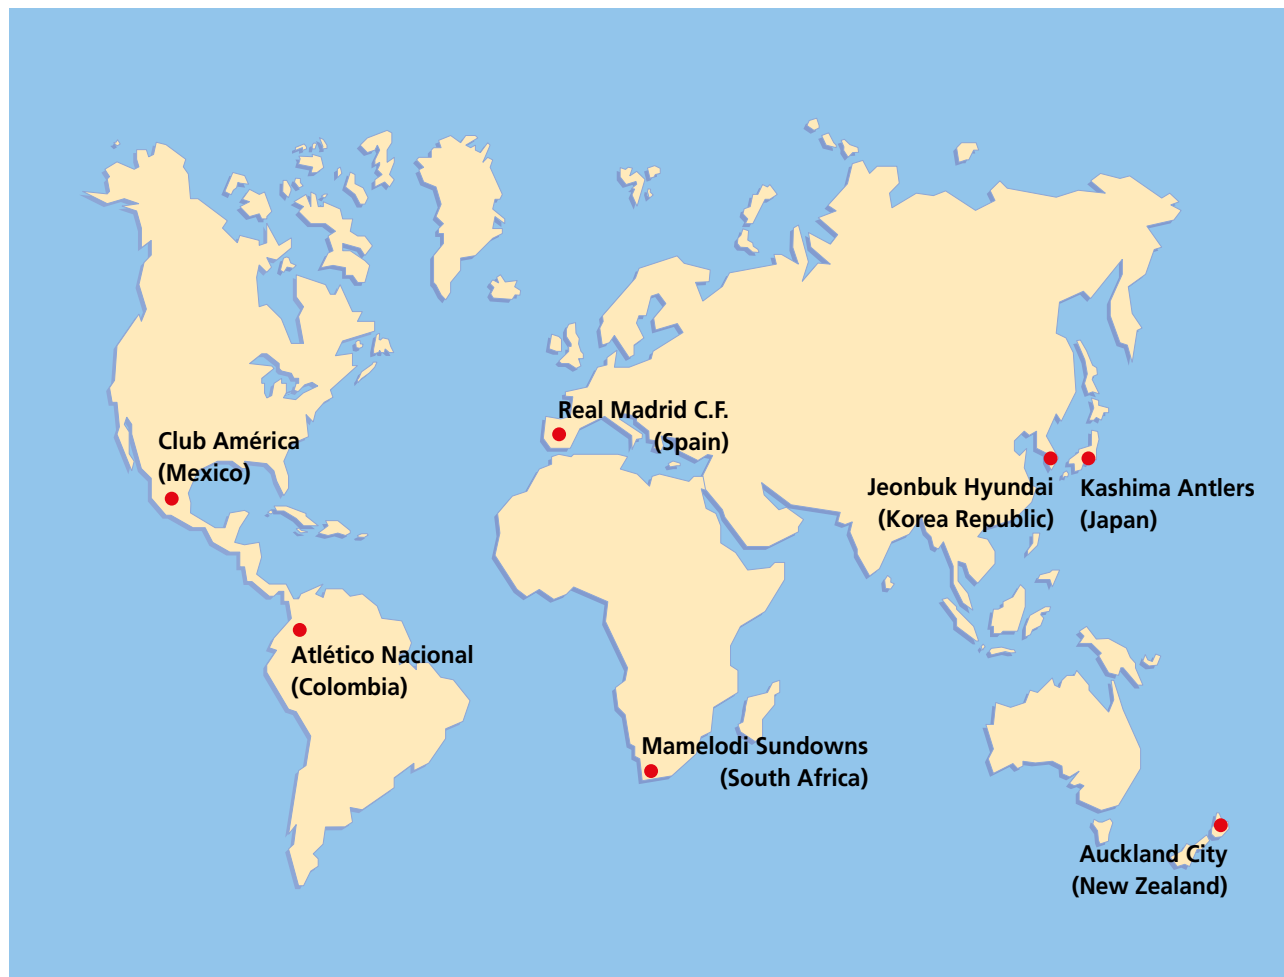 Real Madrid C.F.
(Spain)
Club América
(Mexico)
Jeonbuk Hyundai
(Korea Republic)
Kashima Antlers
(Japan)
Atlético Nacional
(Colombia)
Mamelodi Sundowns
(South Africa)
Auckland City
(New Zealand)